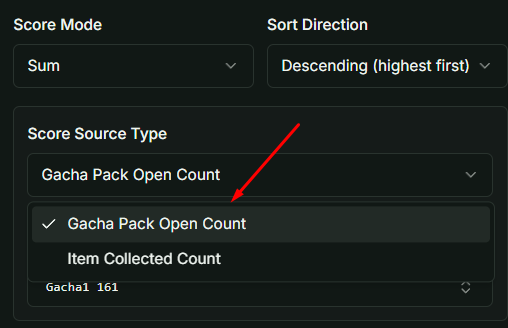 Score Mode
Sort Direction
Sum
Descending (highest first)
Score Source Type
Gacha Pack Open Count
Gacha Pack Open Count
Item Collected Count
Gacha1 161